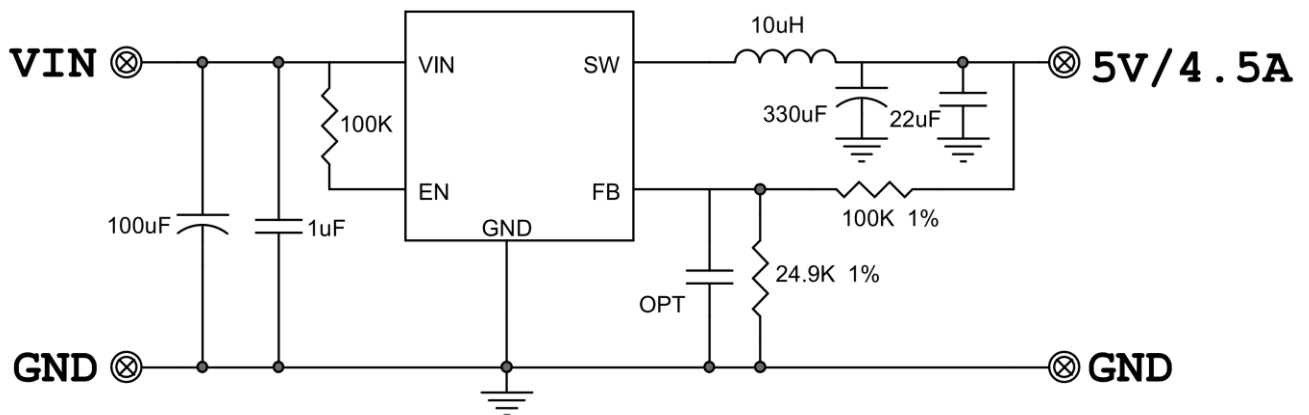 10uH
VIN
VIN
SW
5V/4.5A
330uF
22uF
100K
EN
FB
100uF
1uF
GND
100K 1%
24.9K 1%
OPT
GND
GND